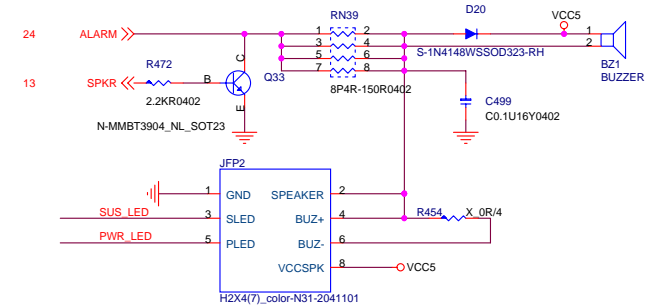 RN39
D20
VCC5
24 ALARM 1 2 1
3 4 S-1N4148WSSOD323-RH 2
R472 C 5 6 BZ1
13 SPKR B Q33 7 8 BUZZER
2.2KR0402 8P4R-150R0402
E C499
C0.1U16Y0402
N-MMBT3904_NL_SOT23
JFP2
1 GND SPEAKER 2
SUS_LED 3 SLED BUZ+ 4 R454 X_0R/4
PWR_LED 5 PLED BUZ- 6
VCCSPK 8 VCC5
H2X4(7)_color-N31-2041101